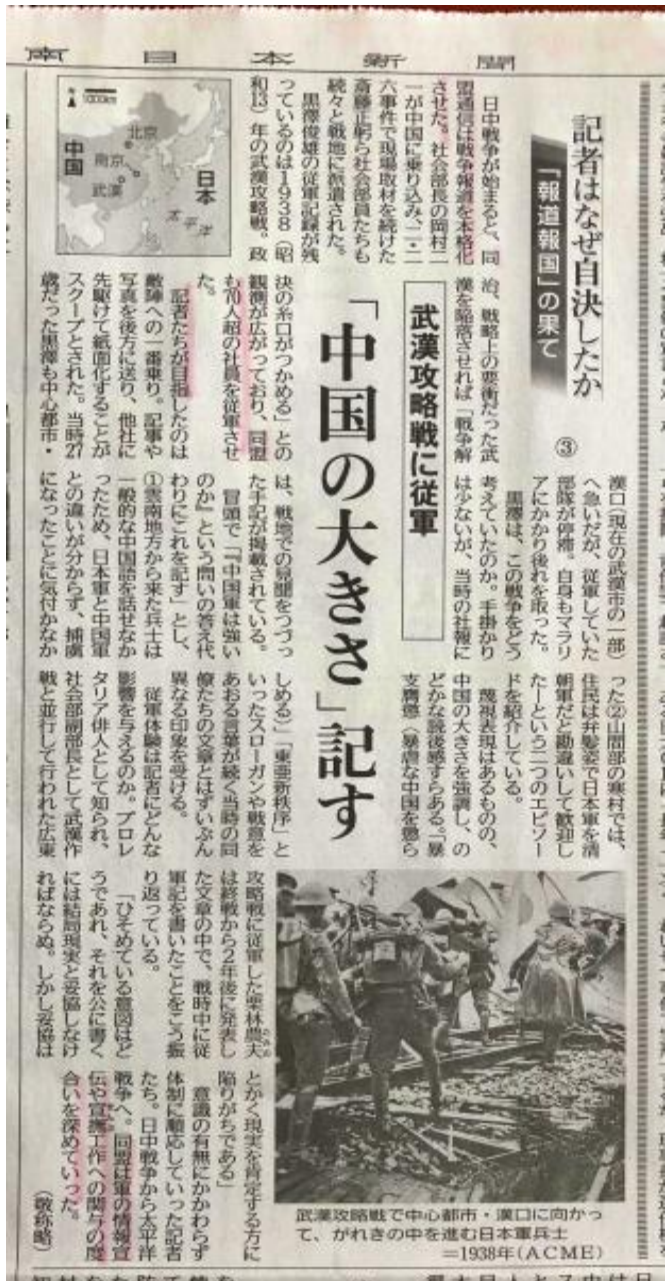 南日本新聞
記者はなぜ自決したか
「報道報国」の果て
③
「中国の大きさ」記す
武漢攻略戦に従軍
日中戦争が始まると、同
盟通信は戦争報道を本格化
させた。社会部長の岡村二
一が中国に乗り込み、二・二
六事件で現場取材を続けた
斎藤正躬ら社会部員たちも
続々と戦地に派遣された。
黒澤俊雄の従軍記録が残
っているのは1938（昭
和13）年の武漢攻略戦。政
北京
南京
武漢
中国
日本
太平洋
N
1000km
治、戦略上の要衝だった武
漢を陥落させれば「戦争解
決の糸口がつかめる」との
観測が広がっており、同盟
も70人超の社員を従軍させ
た。
記者たちが目指したのは
敵陣への一番乗り。記事や
写真を後方に送り、他社に
先駆けて紙面化することが
スクープとされた。当時27
歳だった黒澤も中心都市・
漢口（現在の武漢市の一部）
へ急いだが、従軍していた
部隊が停滞。自身もマラリ
アにかかり後れを取った。
黒澤は、この戦争をどう
考えていたのか。手掛かり
は少ないが、当時の社報に
は、戦地での見聞をつづっ
た手記が掲載されている。
冒頭で「『中国軍は強い
のか』という問いの答え代
わりにこれを記す」とし、
①雲南地方から来た兵士は
一般的な中国語を話せなか
ったため、日本軍と中国軍
との違いが分からず、捕虜
になったことに気付かなか
った②山間部の寒村では、
住民は弁髪姿で日本軍を清
朝軍だと勘違いして歓迎し
た―という二つのエピソー
ドを紹介している。
蔑視表現はあるものの、
中国の大きさを強調し、の
どかな読後感すらある。「暴
支膺懲（暴虐な中国を懲ら
しめる）」「東亜新秩序」と
いったスローガンや戦意を
あおる言葉が続く当時の同
僚たちの文章とはずいぶん
異なる印象を受ける。
従軍体験は記者にどんな
影響を与えるのか。プロレ
タリア俳人として知られ、
社会部副部長として武漢作
戦と並行して行われた広東
攻略戦に従軍した栗林農夫
は終戦から2年後に発表し
た文章の中で、戦時中に従
軍記を書いたことをこう振
り返っている。
「ひそめている意図はど
うであれ、それを公に書く
には結局現実と妥協しなけ
ればならぬ。しかし妥協は
とかく現実を肯定する方に
陥りがちである」
意識の有無にかかわらず
体制に順応していった記者
たち。日中戦争から太平洋
戦争へ。同盟は軍の情報宣
伝や宣撫工作への関与の度
合いを深めていった。
（敬称略）
武漢攻略戦で中心都市・漢口に向かっ
て、がれきの中を進む日本軍兵士
＝1938年(ACME)